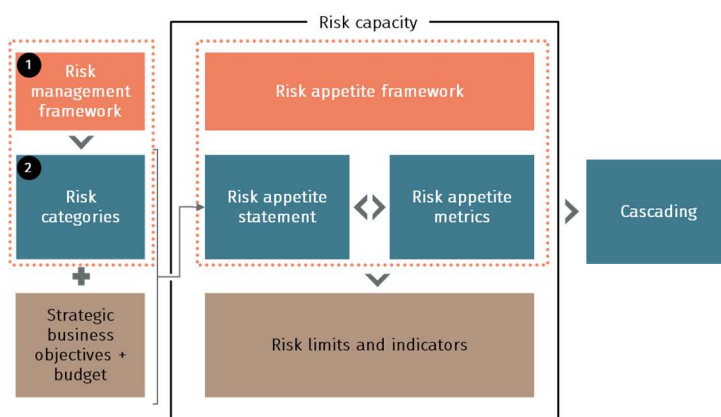 Risk capacity
1
Risk
management
framework
Risk appetite framework
2
Risk
categories
Risk appetite
statement
Risk appetite
metrics
Cascading
Strategic
business
objectives +
budget
Risk limits and indicators